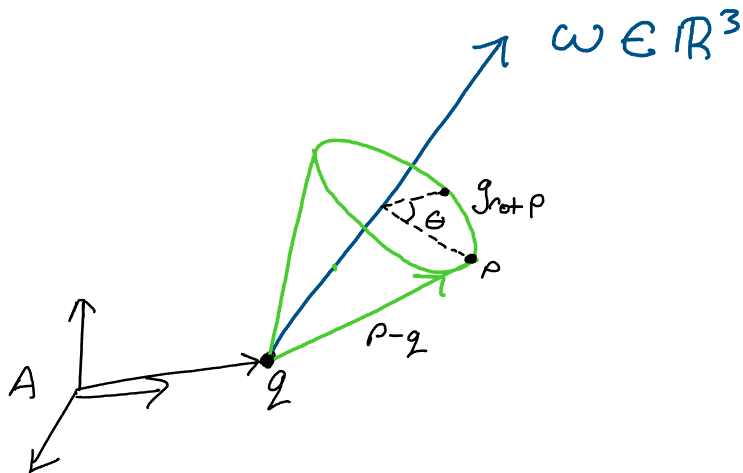 ω ∈ ℝ³
g_rot p
θ
p
p-q
A
q